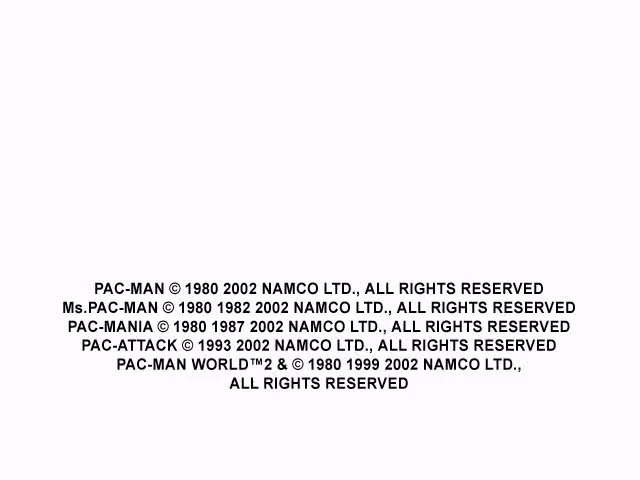 PAC-MAN © 1980 2002 NAMCO LTD., ALL RIGHTS RESERVED
Ms.PAC-MAN © 1980 1982 2002 NAMCO LTD., ALL RIGHTS RESERVED
PAC-MANIA © 1980 1987 2002 NAMCO LTD., ALL RIGHTS RESERVED
PAC-ATTACK © 1993 2002 NAMCO LTD., ALL RIGHTS RESERVED
PAC-MAN WORLD™2 & © 1980 1999 2002 NAMCO LTD.,
ALL RIGHTS RESERVED